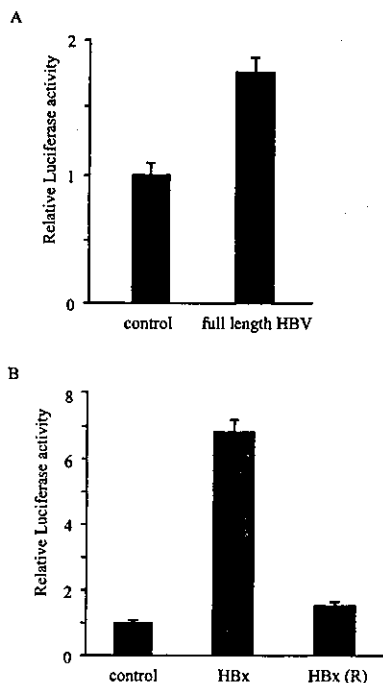 A
Relative Luciferase activity
2
1
0
control full length HBV
B
Relative Luciferase activity
8
6
4
2
0
control HBx HBx (R)